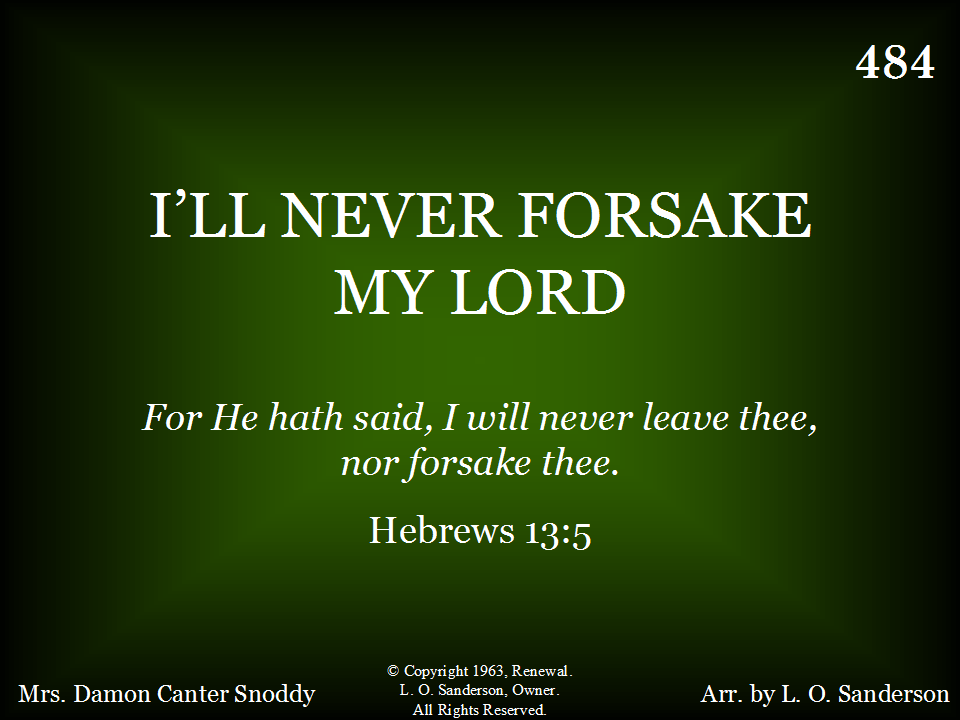 484
I’LL NEVER FORSAKE
MY LORD
For He hath said, I will never leave thee,
nor forsake thee.
Hebrews 13:5
Mrs. Damon Canter Snoddy
© Copyright 1963, Renewal.
L. O. Sanderson, Owner.
All Rights Reserved.
Arr. by L. O. Sanderson